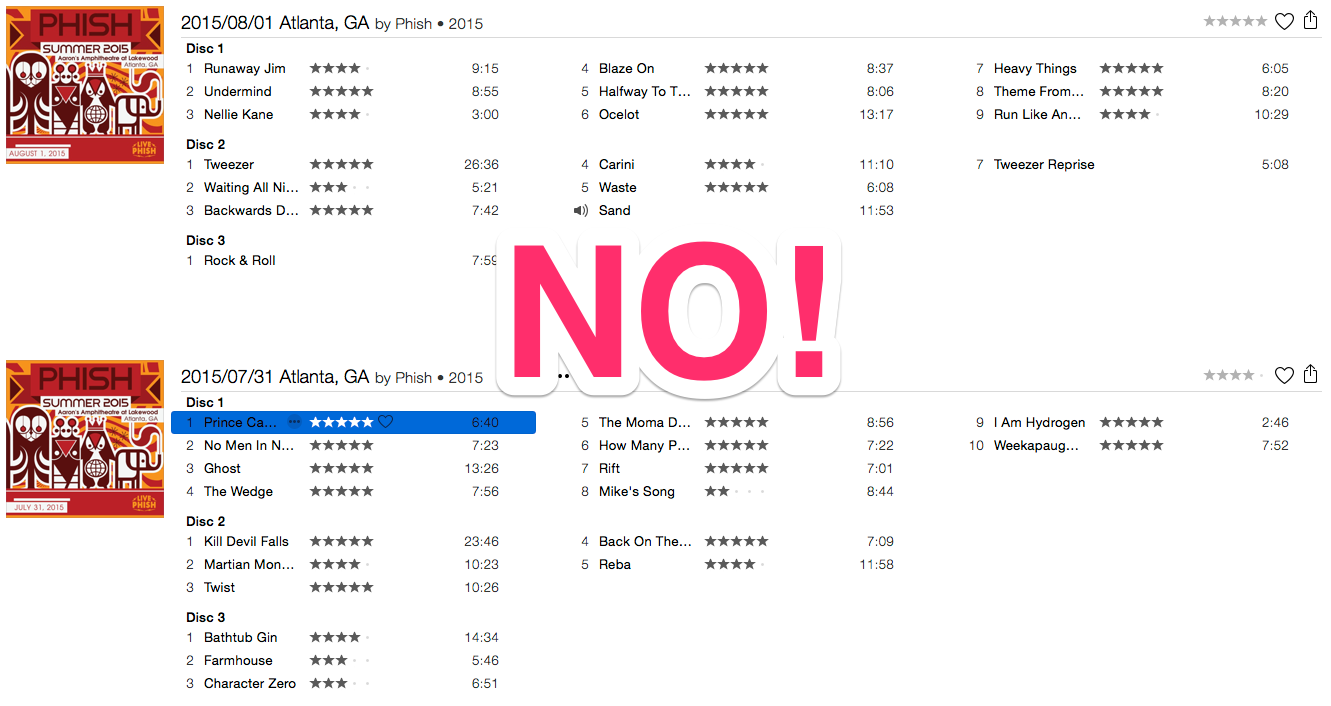 PHISH
SUMMER 2015
Aaron's Amphitheatre at Lakewood
Atlanta, GA
LIVE PHISH
AUGUST 1, 2015
2015/08/01 Atlanta, GA by Phish • 2015
Disc 1
1 Runaway Jim 9:15
2 Undermind 8:55
3 Nellie Kane 3:00
4 Blaze On 8:37
5 Halfway To T... 8:06
6 Ocelot 13:17
7 Heavy Things 6:05
8 Theme From... 8:20
9 Run Like An... 10:29
Disc 2
1 Tweezer 26:36
2 Waiting All Ni... 5:21
3 Backwards D... 7:42
4 Carini 11:10
5 Waste 6:08
Sand 11:53
7 Tweezer Reprise 5:08
Disc 3
1 Rock & Roll 7:59
NO!
PHISH
SUMMER 2015
Aaron's Amphitheatre at Lakewood
Atlanta, GA
LIVE PHISH
JULY 31, 2015
2015/07/31 Atlanta, GA by Phish • 2015
Disc 1
1 Prince Ca... 6:40
2 No Men In N... 7:23
3 Ghost 13:26
4 The Wedge 7:56
5 The Moma D... 8:56
6 How Many P... 7:22
7 Rift 7:01
8 Mike's Song 8:44
9 I Am Hydrogen 2:46
10 Weekapaug... 7:52
Disc 2
1 Kill Devil Falls 23:46
2 Martian Mon... 10:23
3 Twist 10:26
4 Back On The... 7:09
5 Reba 11:58
Disc 3
1 Bathtub Gin 14:34
2 Farmhouse 5:46
3 Character Zero 6:51